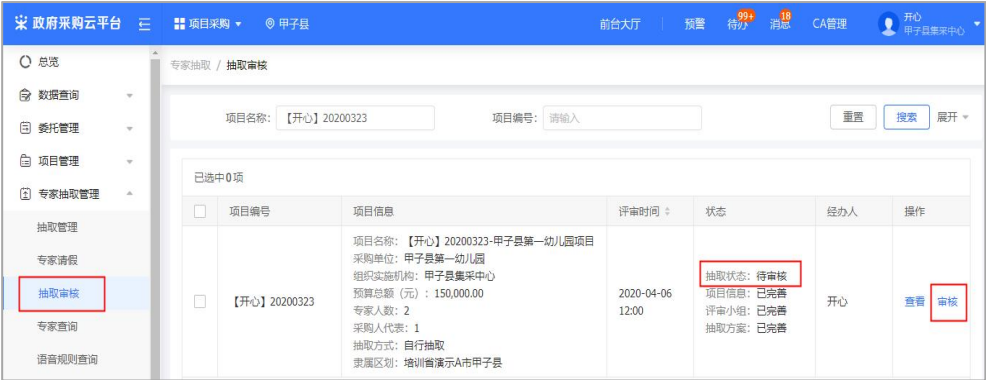 政府采购云平台
项目采购
甲子县
前台大厅
预警
待办
99+
消息
18
CA管理
开心
甲子县集采中心
总览
数据查询
委托管理
项目管理
专家抽取管理
抽取管理
专家请假
抽取审核
专家查询
语音规则查询
专家抽取 / 抽取审核
项目名称: 【开心】20200323
项目编号: 请输入
重置
搜索
展开
已选中0项
项目编号
项目信息
评审时间
状态
经办人
操作
【开心】20200323
项目名称: 【开心】20200323-甲子县第一幼儿园项目
采购单位: 甲子县第一幼儿园
组织实施机构: 甲子县集采中心
预算总额（元）: 150,000.00
专家人数: 2
采购人代表: 1
抽取方式: 自行抽取
隶属区划: 培训省演示A市甲子县
2020-04-06
12:00
抽取状态: 待审核
项目信息: 已完善
评审小组: 已完善
抽取方案: 已完善
开心
查看 审核